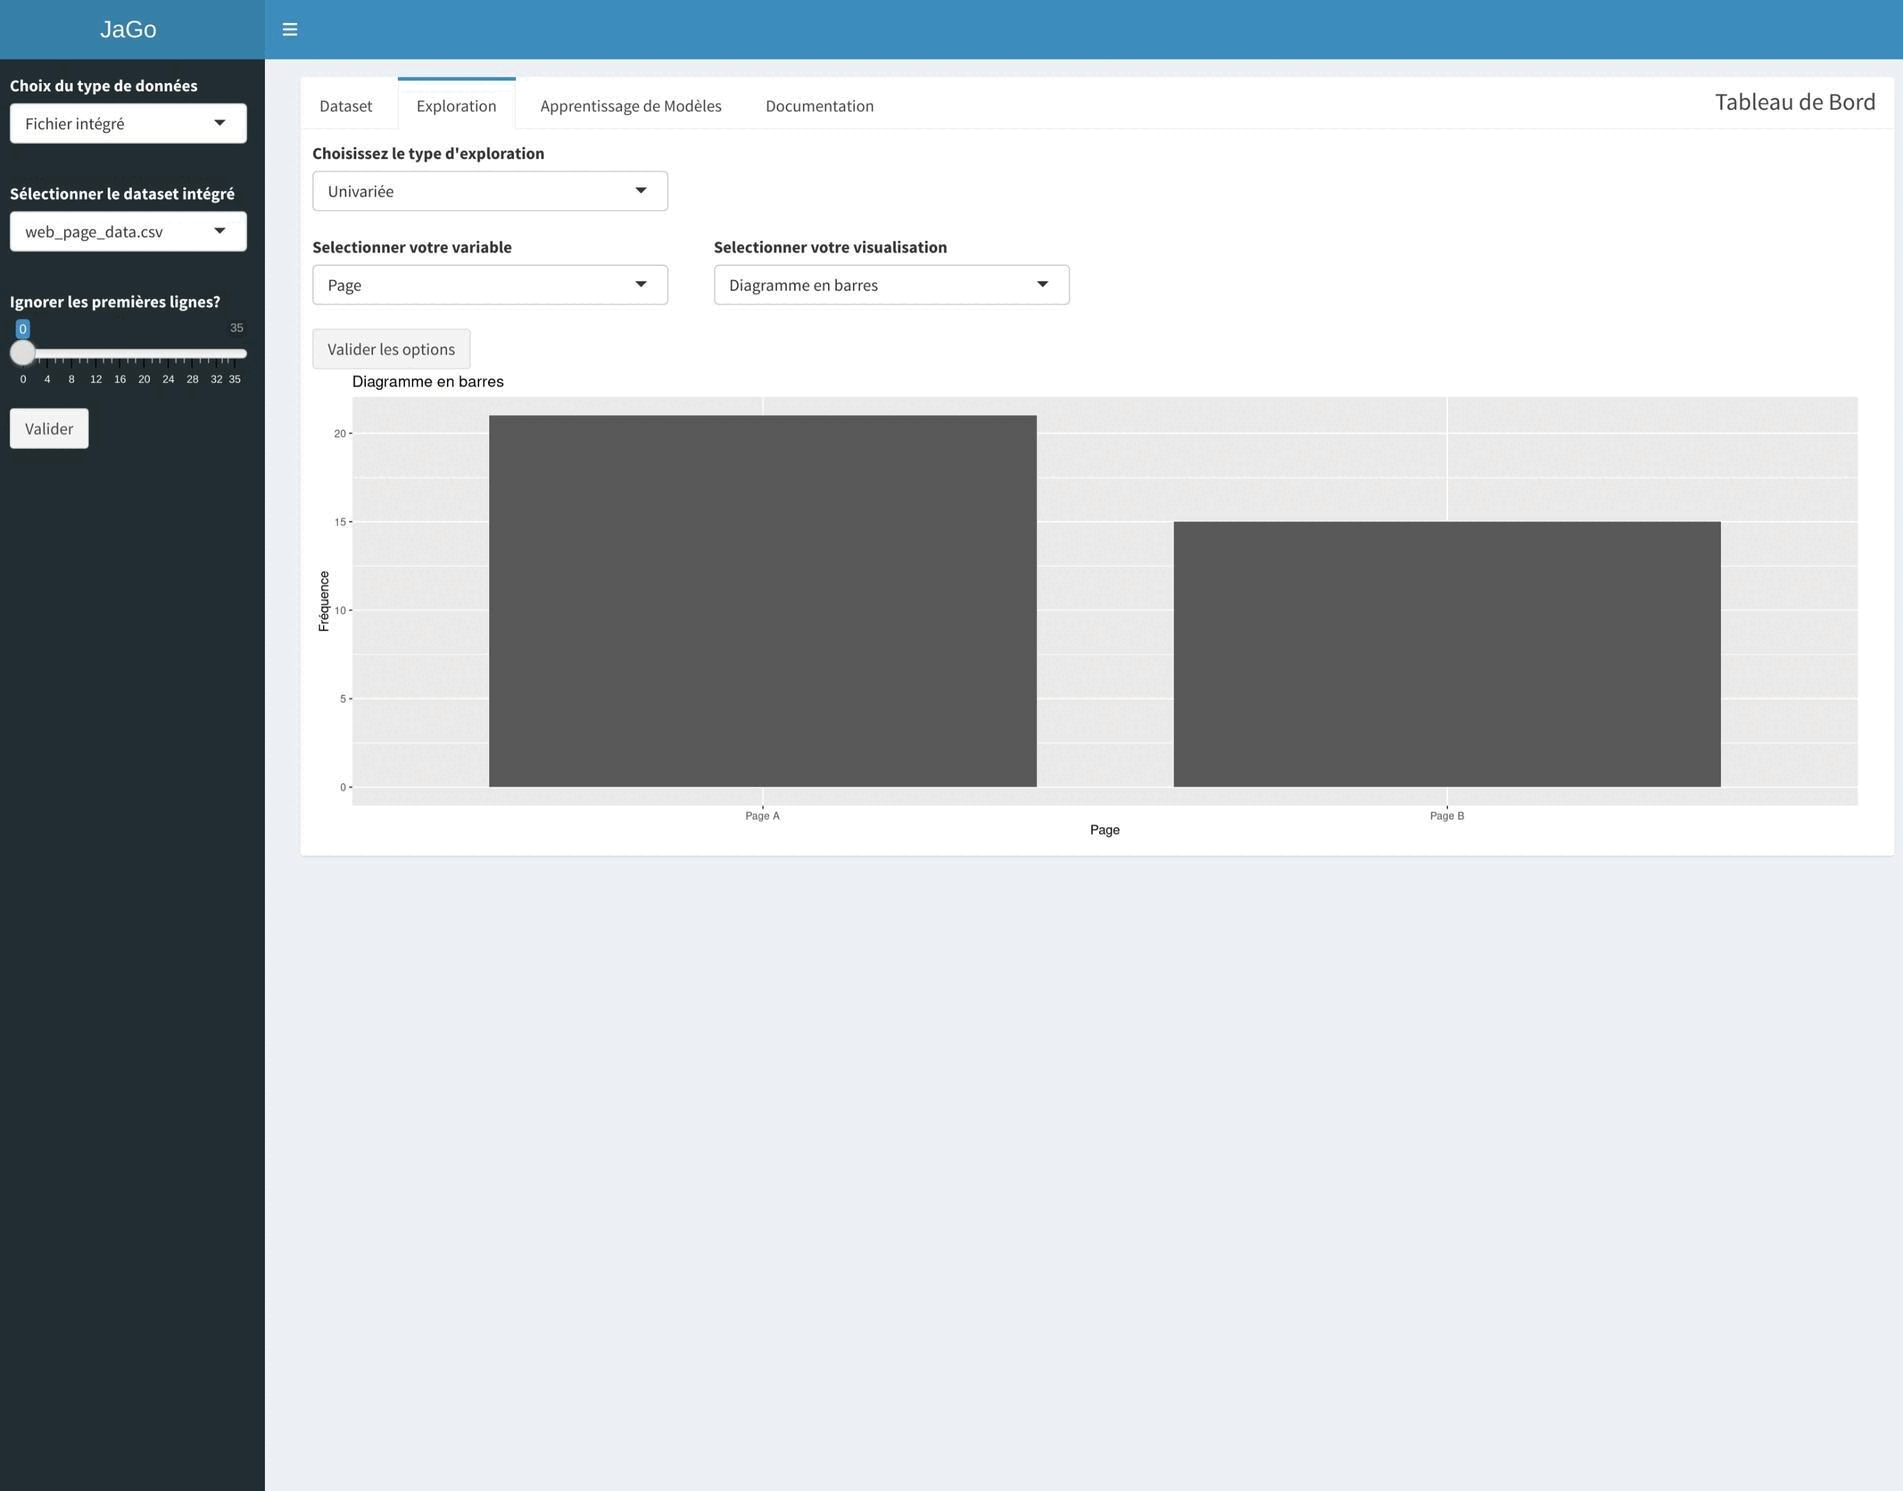 JaGo
Choix du type de données
Fichier intégré
Sélectionner le dataset intégré
web_page_data.csv
Ignorer les premières lignes?
0 35
0 4 8 12 16 20 24 28 32 35
Valider
Dataset Exploration Apprentissage de Modèles Documentation Tableau de Bord
Choisissez le type d'exploration
Univariée
Selectionner votre variable Selectionner votre visualisation
Page Diagramme en barres
Valider les options
Diagramme en barres
20
15
10
5
0
Fréquence
Page A Page B
Page